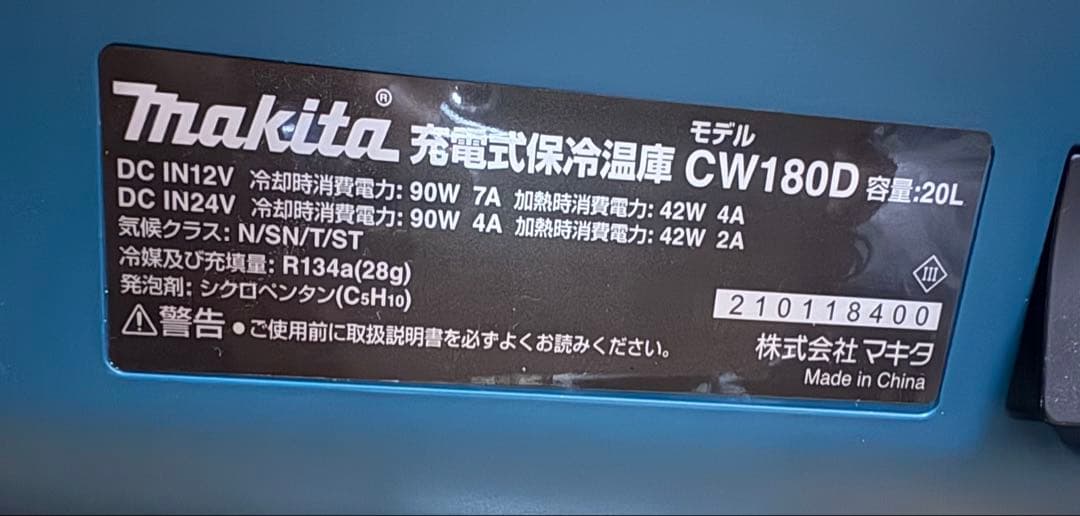 makita® 充電式保冷温庫 モデル CW180D 容量:20L
DC IN12V 冷却時消費電力: 90W 7A 加熱時消費電力: 42W 4A
DC IN24V 冷却時消費電力: 90W 4A 加熱時消費電力: 42W 2A
気候クラス: N/SN/T/ST
冷媒及び充填量: R134a(28g)
発泡剤: シクロペンタン(C₅H₁₀)
III
210118400
⚠警告 ●ご使用前に取扱説明書を必ずよくお読みください。
株式会社 マキタ
Made in China